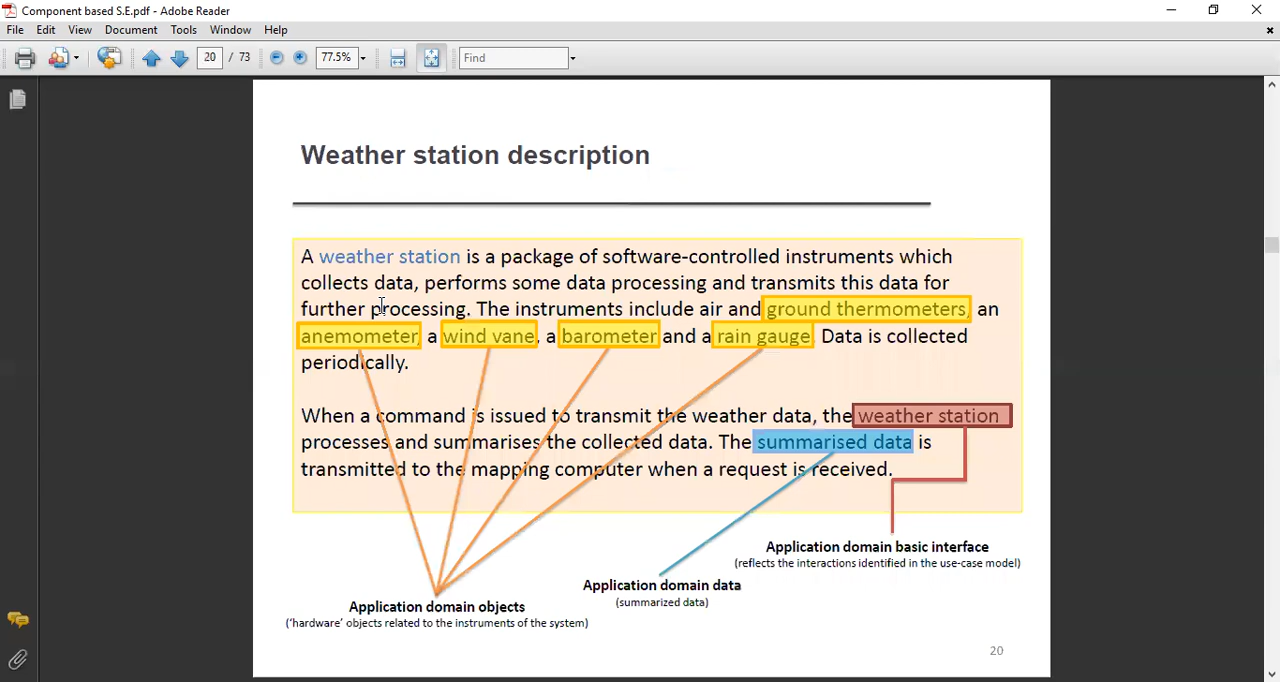 Component based S.E.pdf - Adobe Reader
File Edit View Document Tools Window Help
20 / 73 77.5% Find
Weather station description
A weather station is a package of software-controlled instruments which
collects data, performs some data processing and transmits this data for
further processing. The instruments include air and ground thermometers, an
anemometer, a wind vane, a barometer and a rain gauge. Data is collected
periodically.
When a command is issued to transmit the weather data, the weather station
processes and summarises the collected data. The summarised data is
transmitted to the mapping computer when a request is received.
Application domain basic interface
(reflects the interactions identified in the use-case model)
Application domain data
(summarized data)
Application domain objects
('hardware' objects related to the instruments of the system)
20